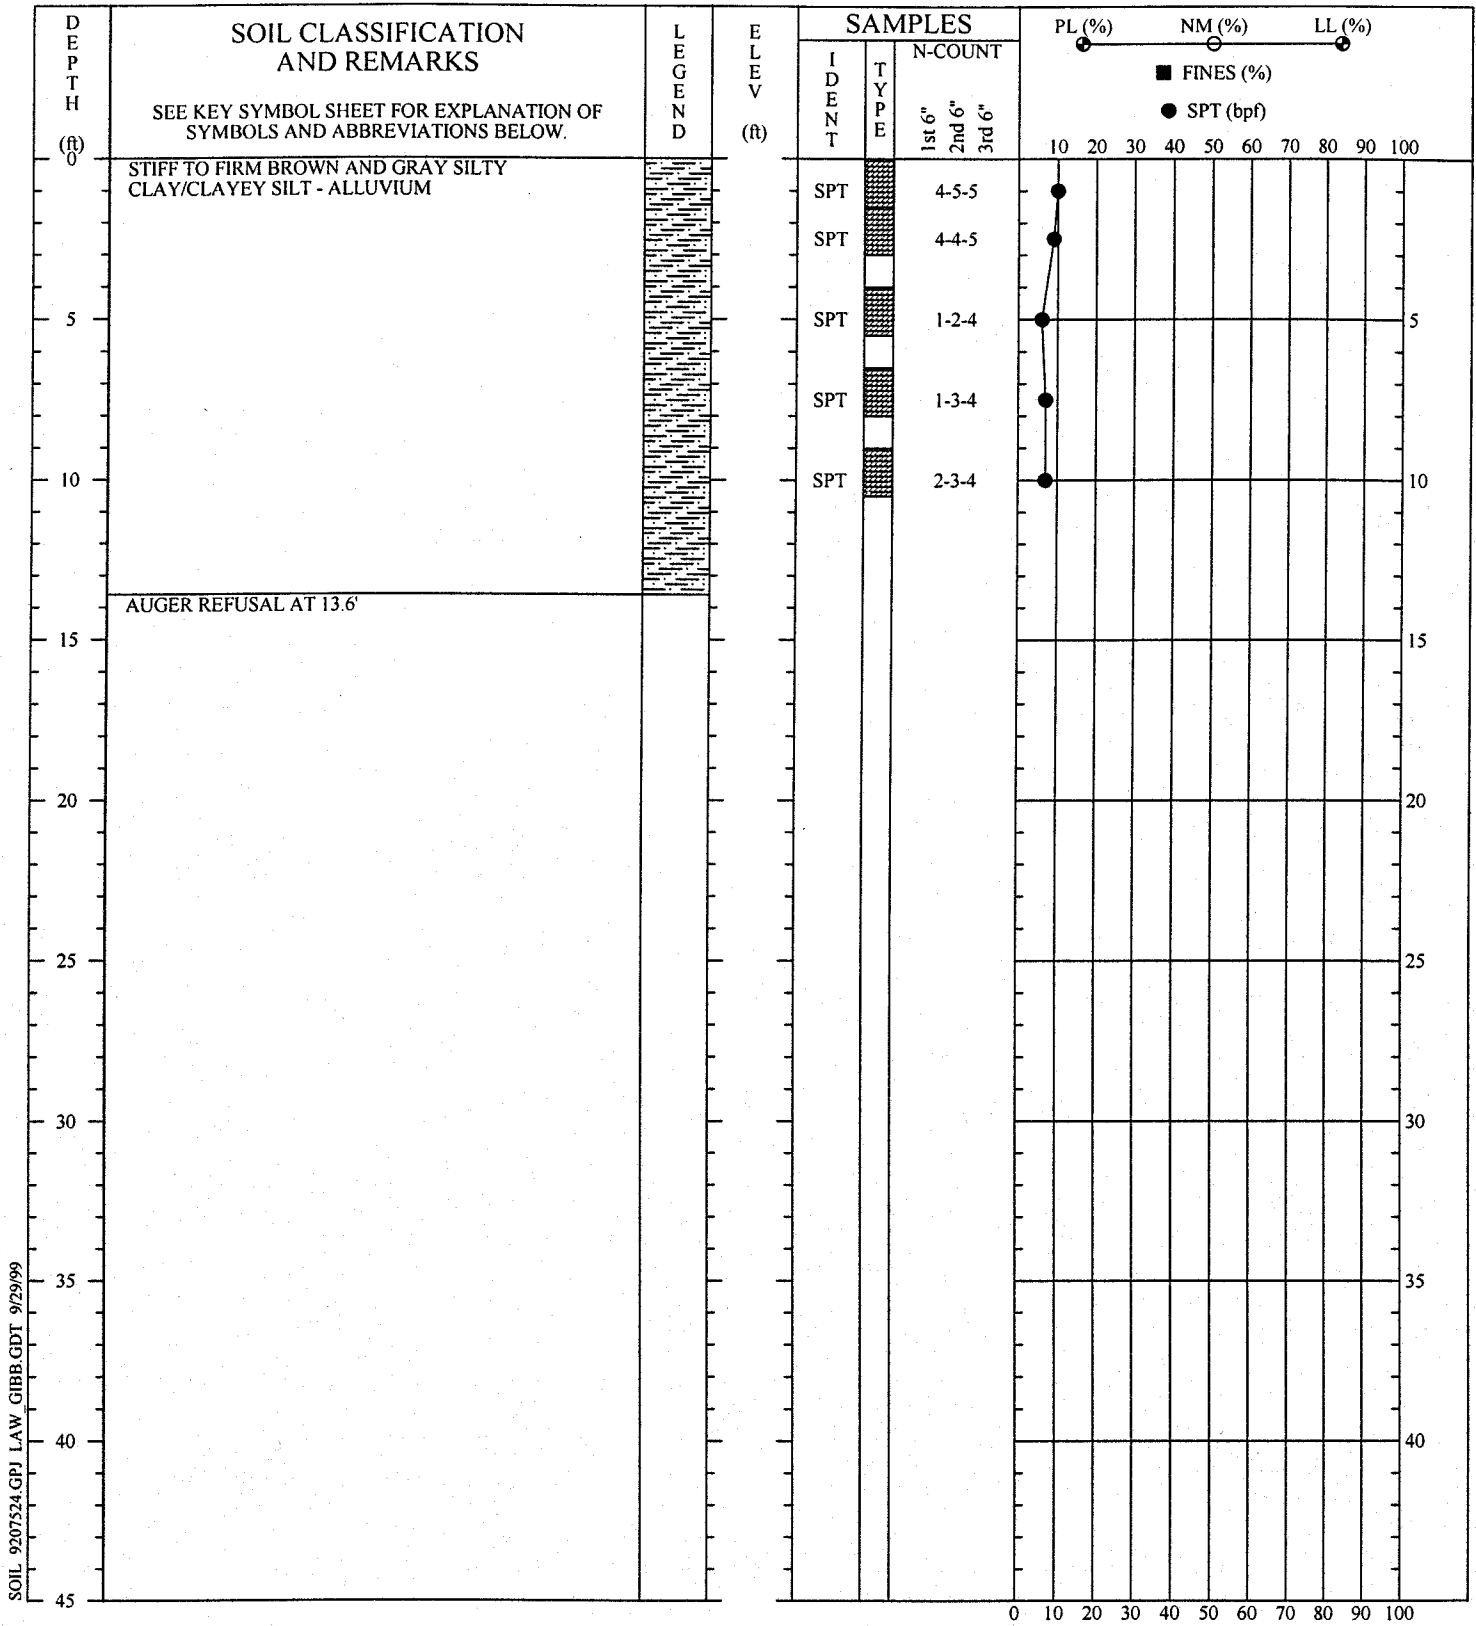 DEPTH
(ft)
SOIL CLASSIFICATION
AND REMARKS
SEE KEY SYMBOL SHEET FOR EXPLANATION OF
SYMBOLS AND ABBREVIATIONS BELOW.
LEGEND
ELEV
(ft)
SAMPLES
IDENT
TYPE
N-COUNT
1st 6"
2nd 6"
3rd 6"
PL (%) NM (%) LL (%)
FINES (%)
SPT (bpf)
10 20 30 40 50 60 70 80 90 100
0
STIFF TO FIRM BROWN AND GRAY SILTY
CLAY/CLAYEY SILT - ALLUVIUM
SPT 4-5-5
SPT 4-4-5
5 SPT 1-2-4 5
SPT 1-3-4
10 SPT 2-3-4 10
AUGER REFUSAL AT 13.6'
15 15
20 20
25 25
30 30
35 35
40 40
45
0 10 20 30 40 50 60 70 80 90 100
SOIL 9207524.GPJ LAW_GIBB.GDT 9/29/99